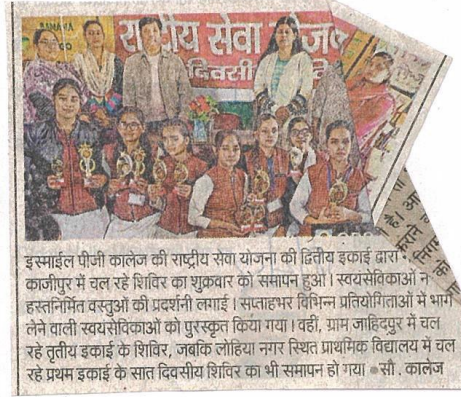 राष्ट्रीय सेवा योजन
दिवसीय
इस्माईल पीजी कालेज की राष्ट्रीय सेवा योजना की द्वितीय इकाई द्वारा
काजीपुर में चल रहे शिविर का शुक्रवार को समापन हुआ। स्वयसेविकाओं न
हस्तनिर्मित वस्तुओं की प्रदर्शनी लगाई। सप्ताहभर विभिन्न प्रतियोगिताओं में भाग
लेने वाली स्वयसेविकाओं को पुरस्कृत किया गया। वहीं, ग्राम जाहिदपुर में चल
रहे तृतीय इकाई के शिविर, जबकि लोहिया नगर स्थित प्राथमिक विद्यालय में चल
रहे प्रथम इकाई के सात दिवसीय शिविर का भी समापन हो गया ●सौ. कालेज